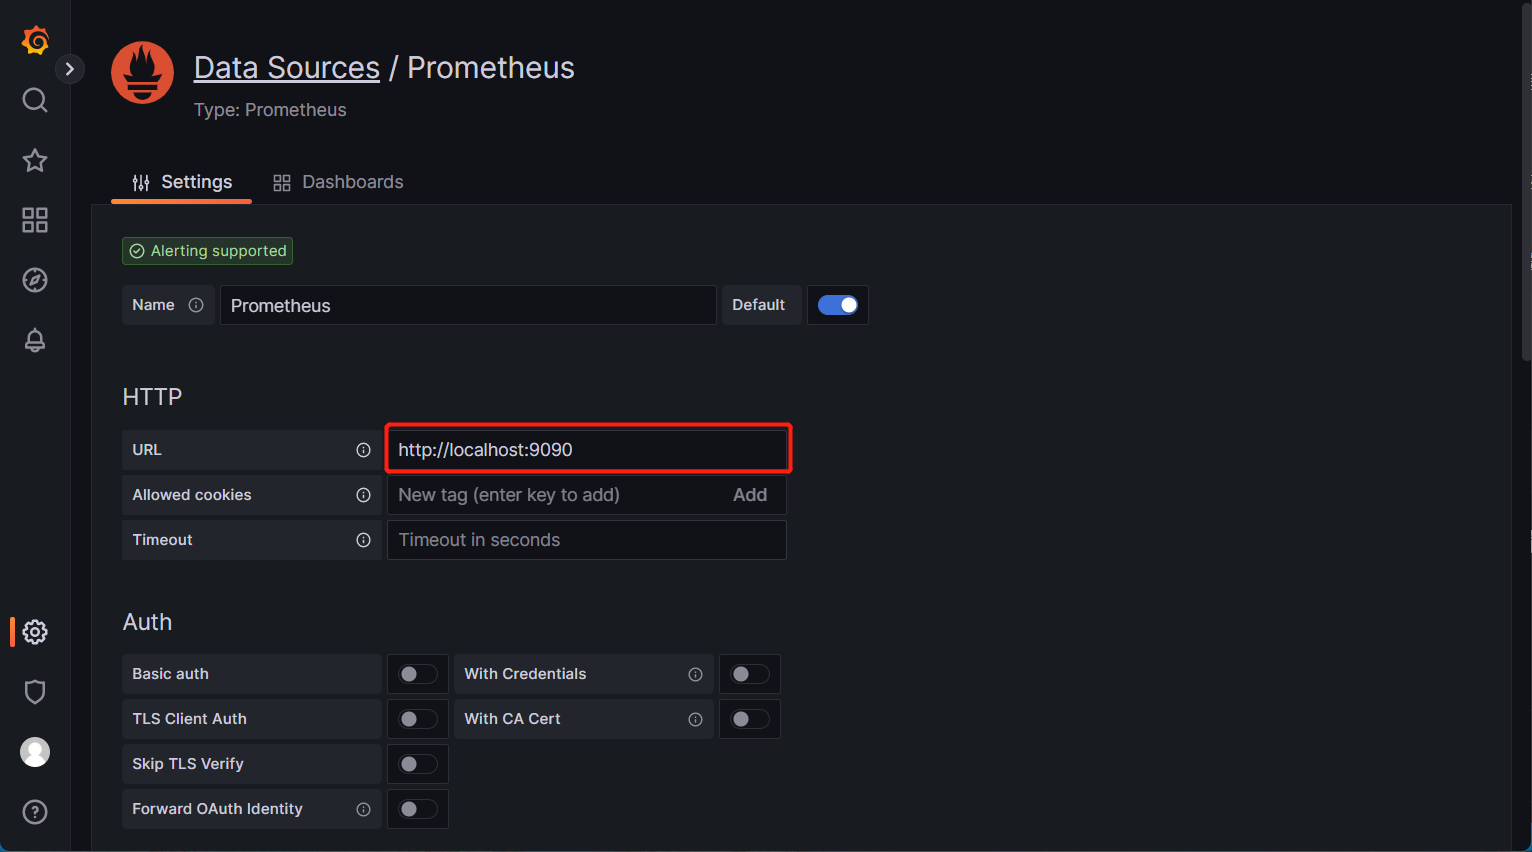 Data Sources / Prometheus
Type: Prometheus
Settings
Dashboards
Alerting supported
Name
Prometheus
Default
HTTP
URL
http://localhost:9090
Allowed cookies
New tag (enter key to add)
Add
Timeout
Timeout in seconds
Auth
Basic auth
With Credentials
TLS Client Auth
With CA Cert
Skip TLS Verify
Forward OAuth Identity